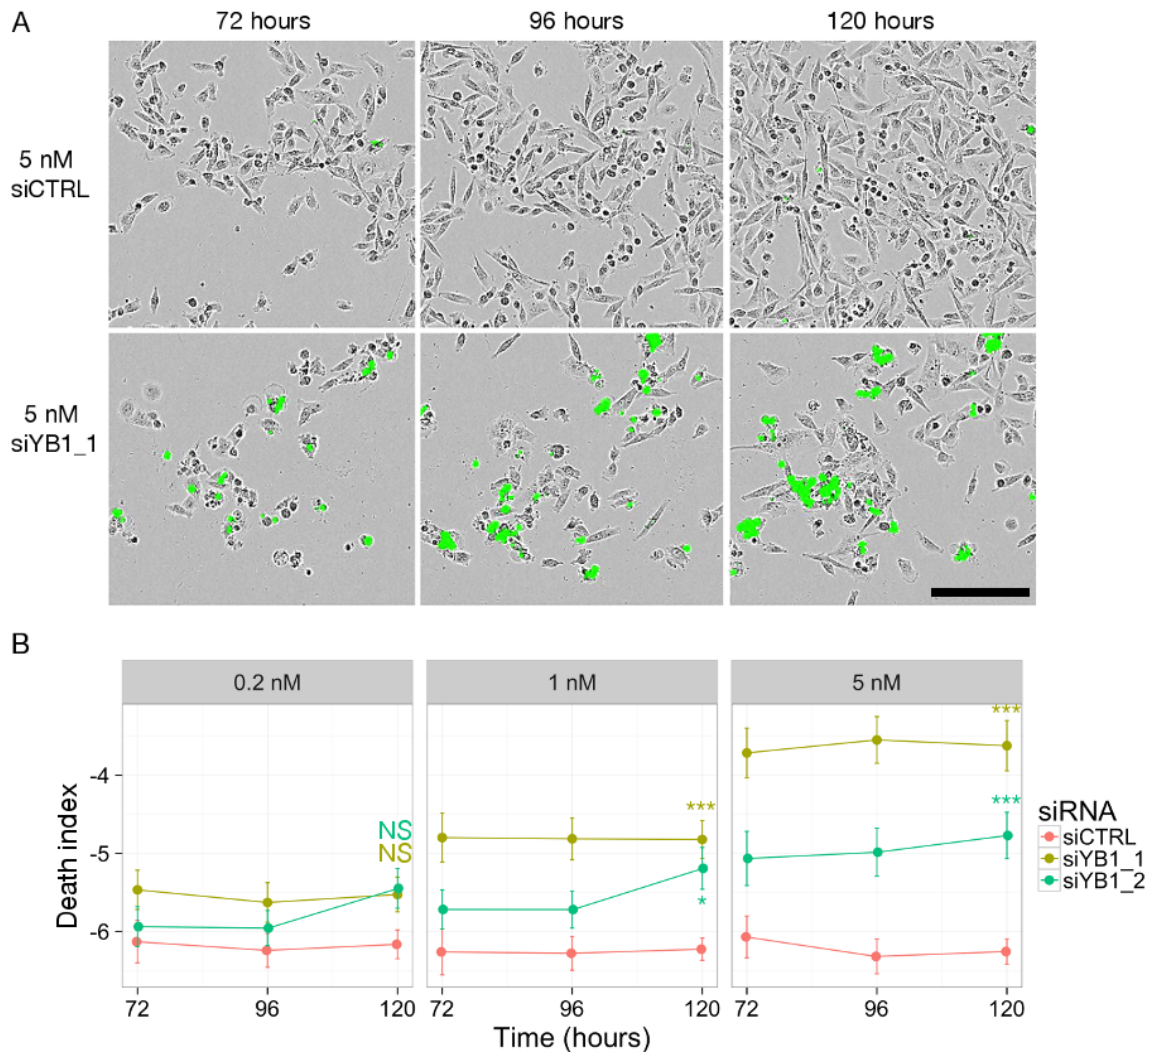 A
72 hours
96 hours
120 hours
5 nM
siCTRL
5 nM
siYB1_1
B
0.2 nM
1 nM
5 nM
Death index
-4
-5
-6
NS
NS
***
*
***
***
72
96
120
72
96
120
72
96
120
Time (hours)
siRNA
siCTRL
siYB1_1
siYB1_2